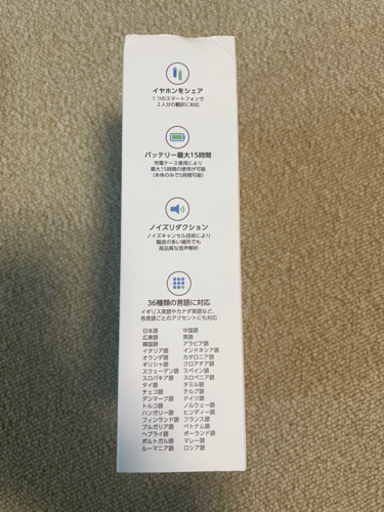 イヤホンをシェア
1つのスマートフォンで
2人分の翻訳に対応
バッテリー最大15時間
充電ケース使用により
最大15時間の使用が可能
(本体のみで5時間可能)
ノイズリダクション
ノイズキャンセル技術により
騒音の多い場所でも
高品質な音声解析
36種類の言語に対応
イギリス英語やカナダ英語など、
各言語ごとのアクセントにも対応
日本語 中国語
広東語 英語
韓国語 アラビア語
イタリア語 インドネシア語
オランダ語 カタロニア語
ギリシャ語 クロアチア語
スウェーデン語 スペイン語
スロバキア語 スロベニア語
タイ語 タミル語
チェコ語 テルグ語
デンマーク語 ドイツ語
トルコ語 ノルウェー語
ハンガリー語 ヒンディー語
フィンランド語 フランス語
ブルガリア語 ベトナム語
ヘブライ語 ポーランド語
ポルトガル語 マレー語
ルーマニア語 ロシア語